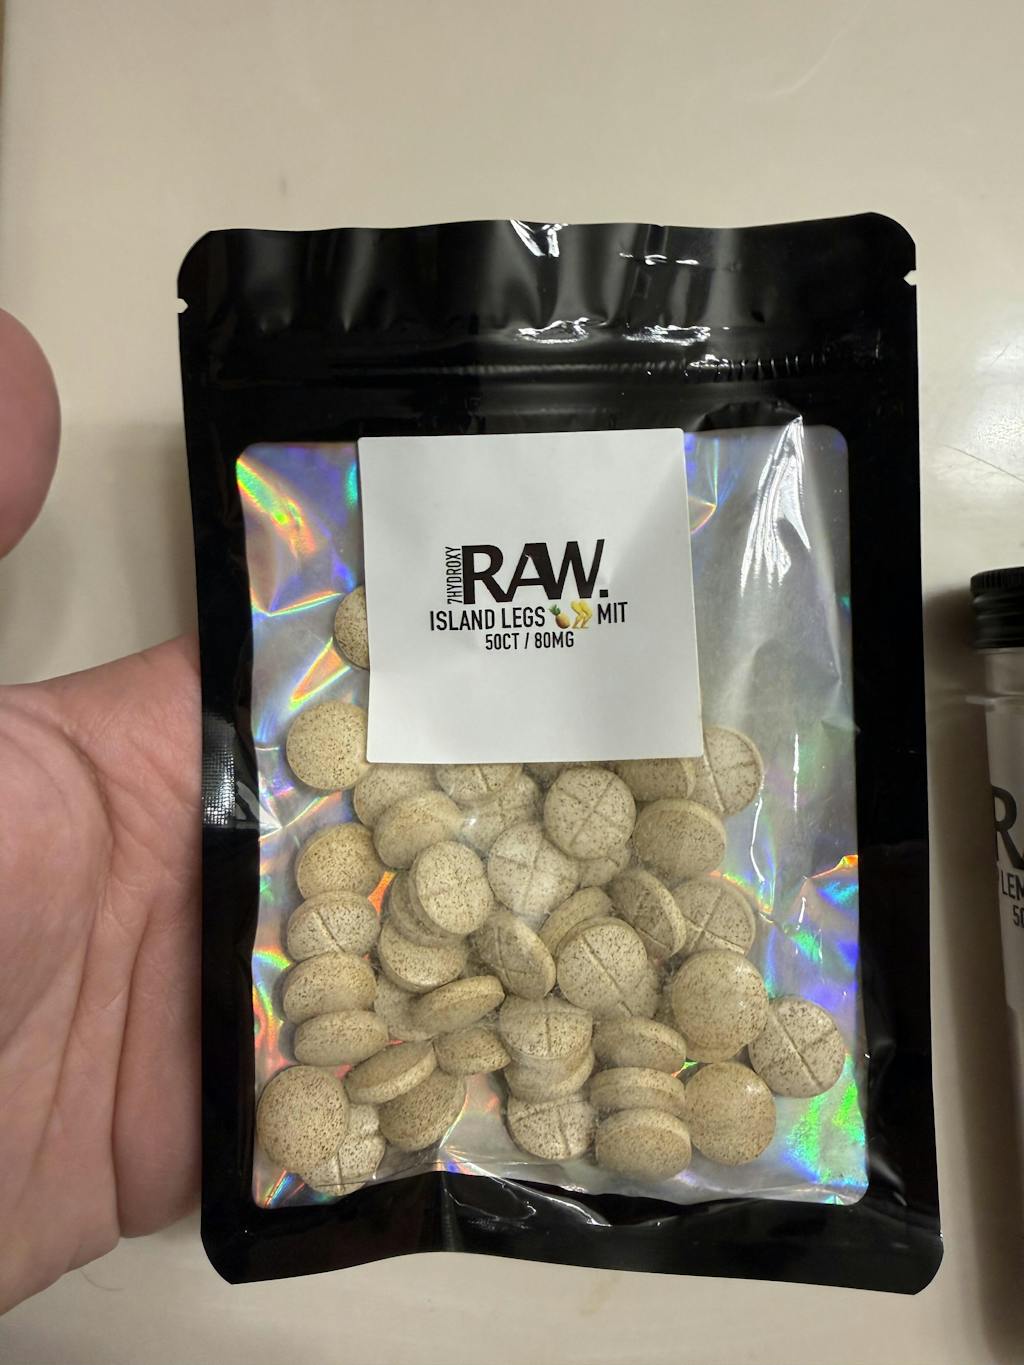 7HYDROXY
RAW.
ISLAND LEGS 🍍🍌 MIT
50CT / 80MG